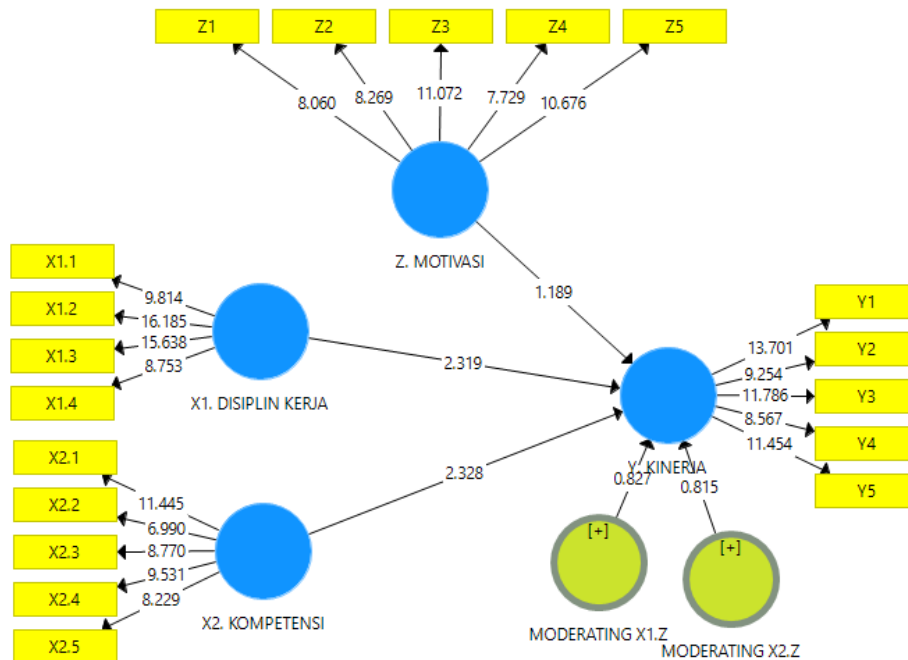 Z1 Z2 Z3 Z4 Z5
8.060 8.269 11.072 7.729 10.676
Z. MOTIVASI
1.189
X1.1
X1.2
X1.3
X1.4
9.814
16.185
15.638
8.753
X1. DISIPLIN KERJA
2.319
X2.1
X2.2
X2.3
X2.4
X2.5
11.445
6.990
8.770
9.531
8.229
X2. KOMPETENSI
2.328
Y. KINERJA
13.701
9.254
11.786
8.567
11.454
Y1
Y2
Y3
Y4
Y5
0.827
0.815
[+]
MODERATING X1.Z
[+]
MODERATING X2.Z